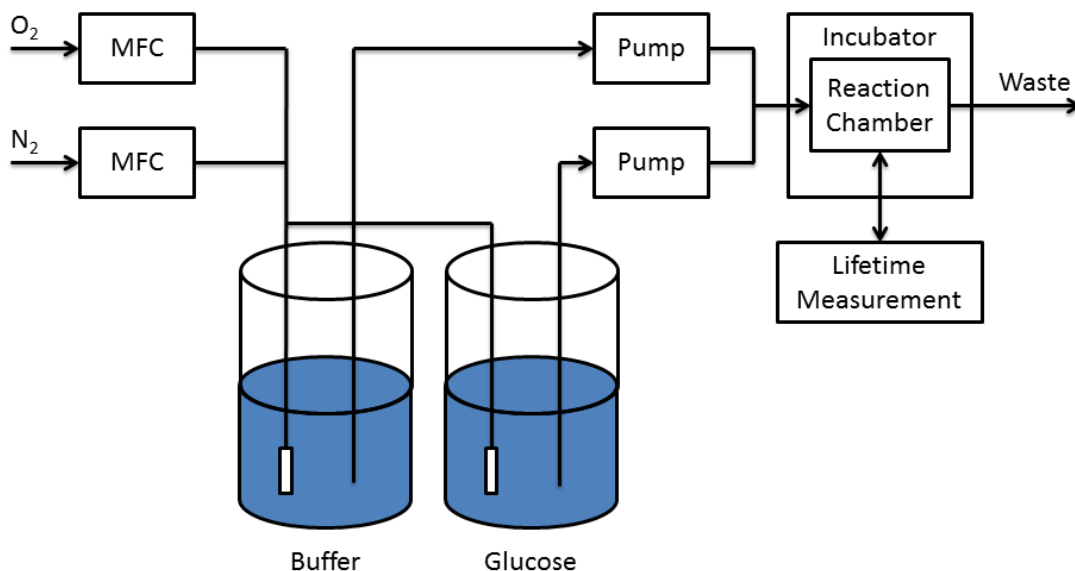 O₂
MFC
N₂
MFC
Pump
Pump
Incubator
Reaction
Chamber
Waste
Lifetime
Measurement
Buffer
Glucose